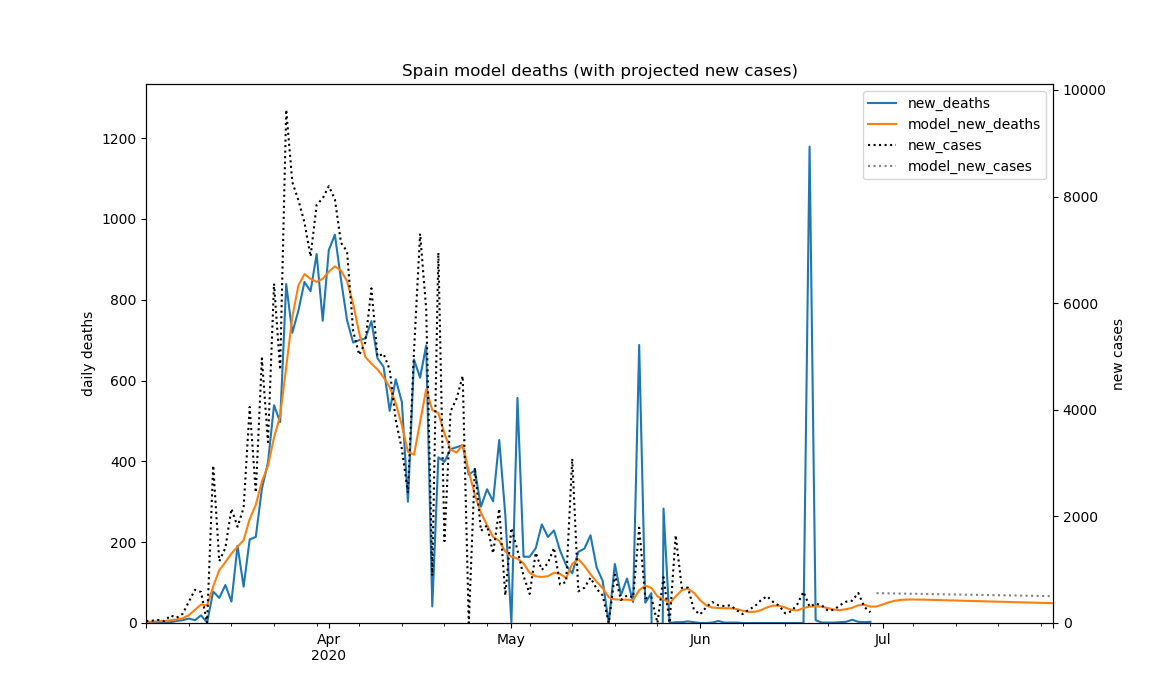 Spain model deaths (with projected new cases)
new_deaths
model_new_deaths
new_cases
model_new_cases
daily deaths
1200
1000
800
600
400
200
0
10000
8000
6000
4000
2000
0
new cases
Apr
2020
May
Jun
Jul